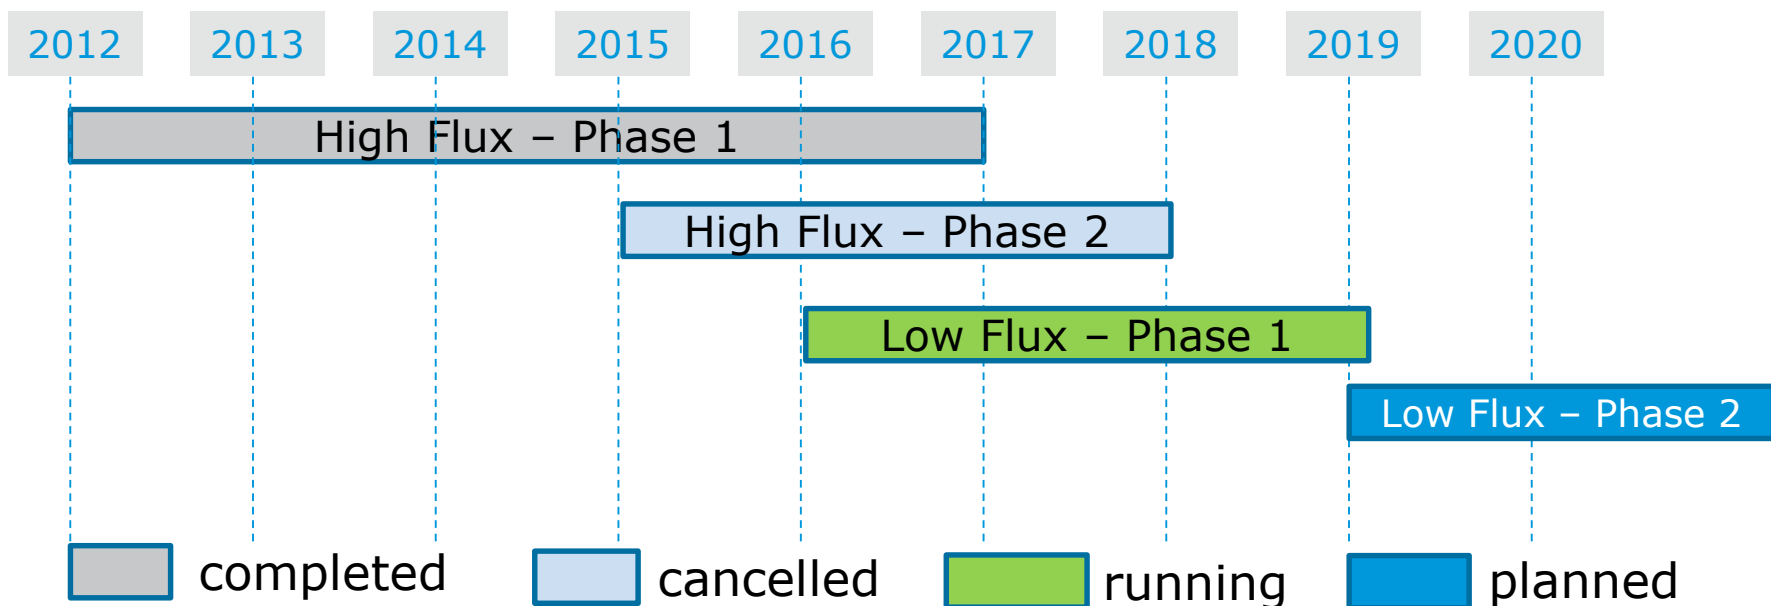 2012 2013 2014 2015 2016 2017 2018 2019 2020
High Flux – Phase 1
High Flux – Phase 2
Low Flux – Phase 1
Low Flux – Phase 2
completed cancelled running planned